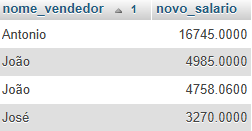 nome_vendedor 1 novo_salario
Antonio 16745.0000
João 4985.0000
João 4758.0600
José 3270.0000